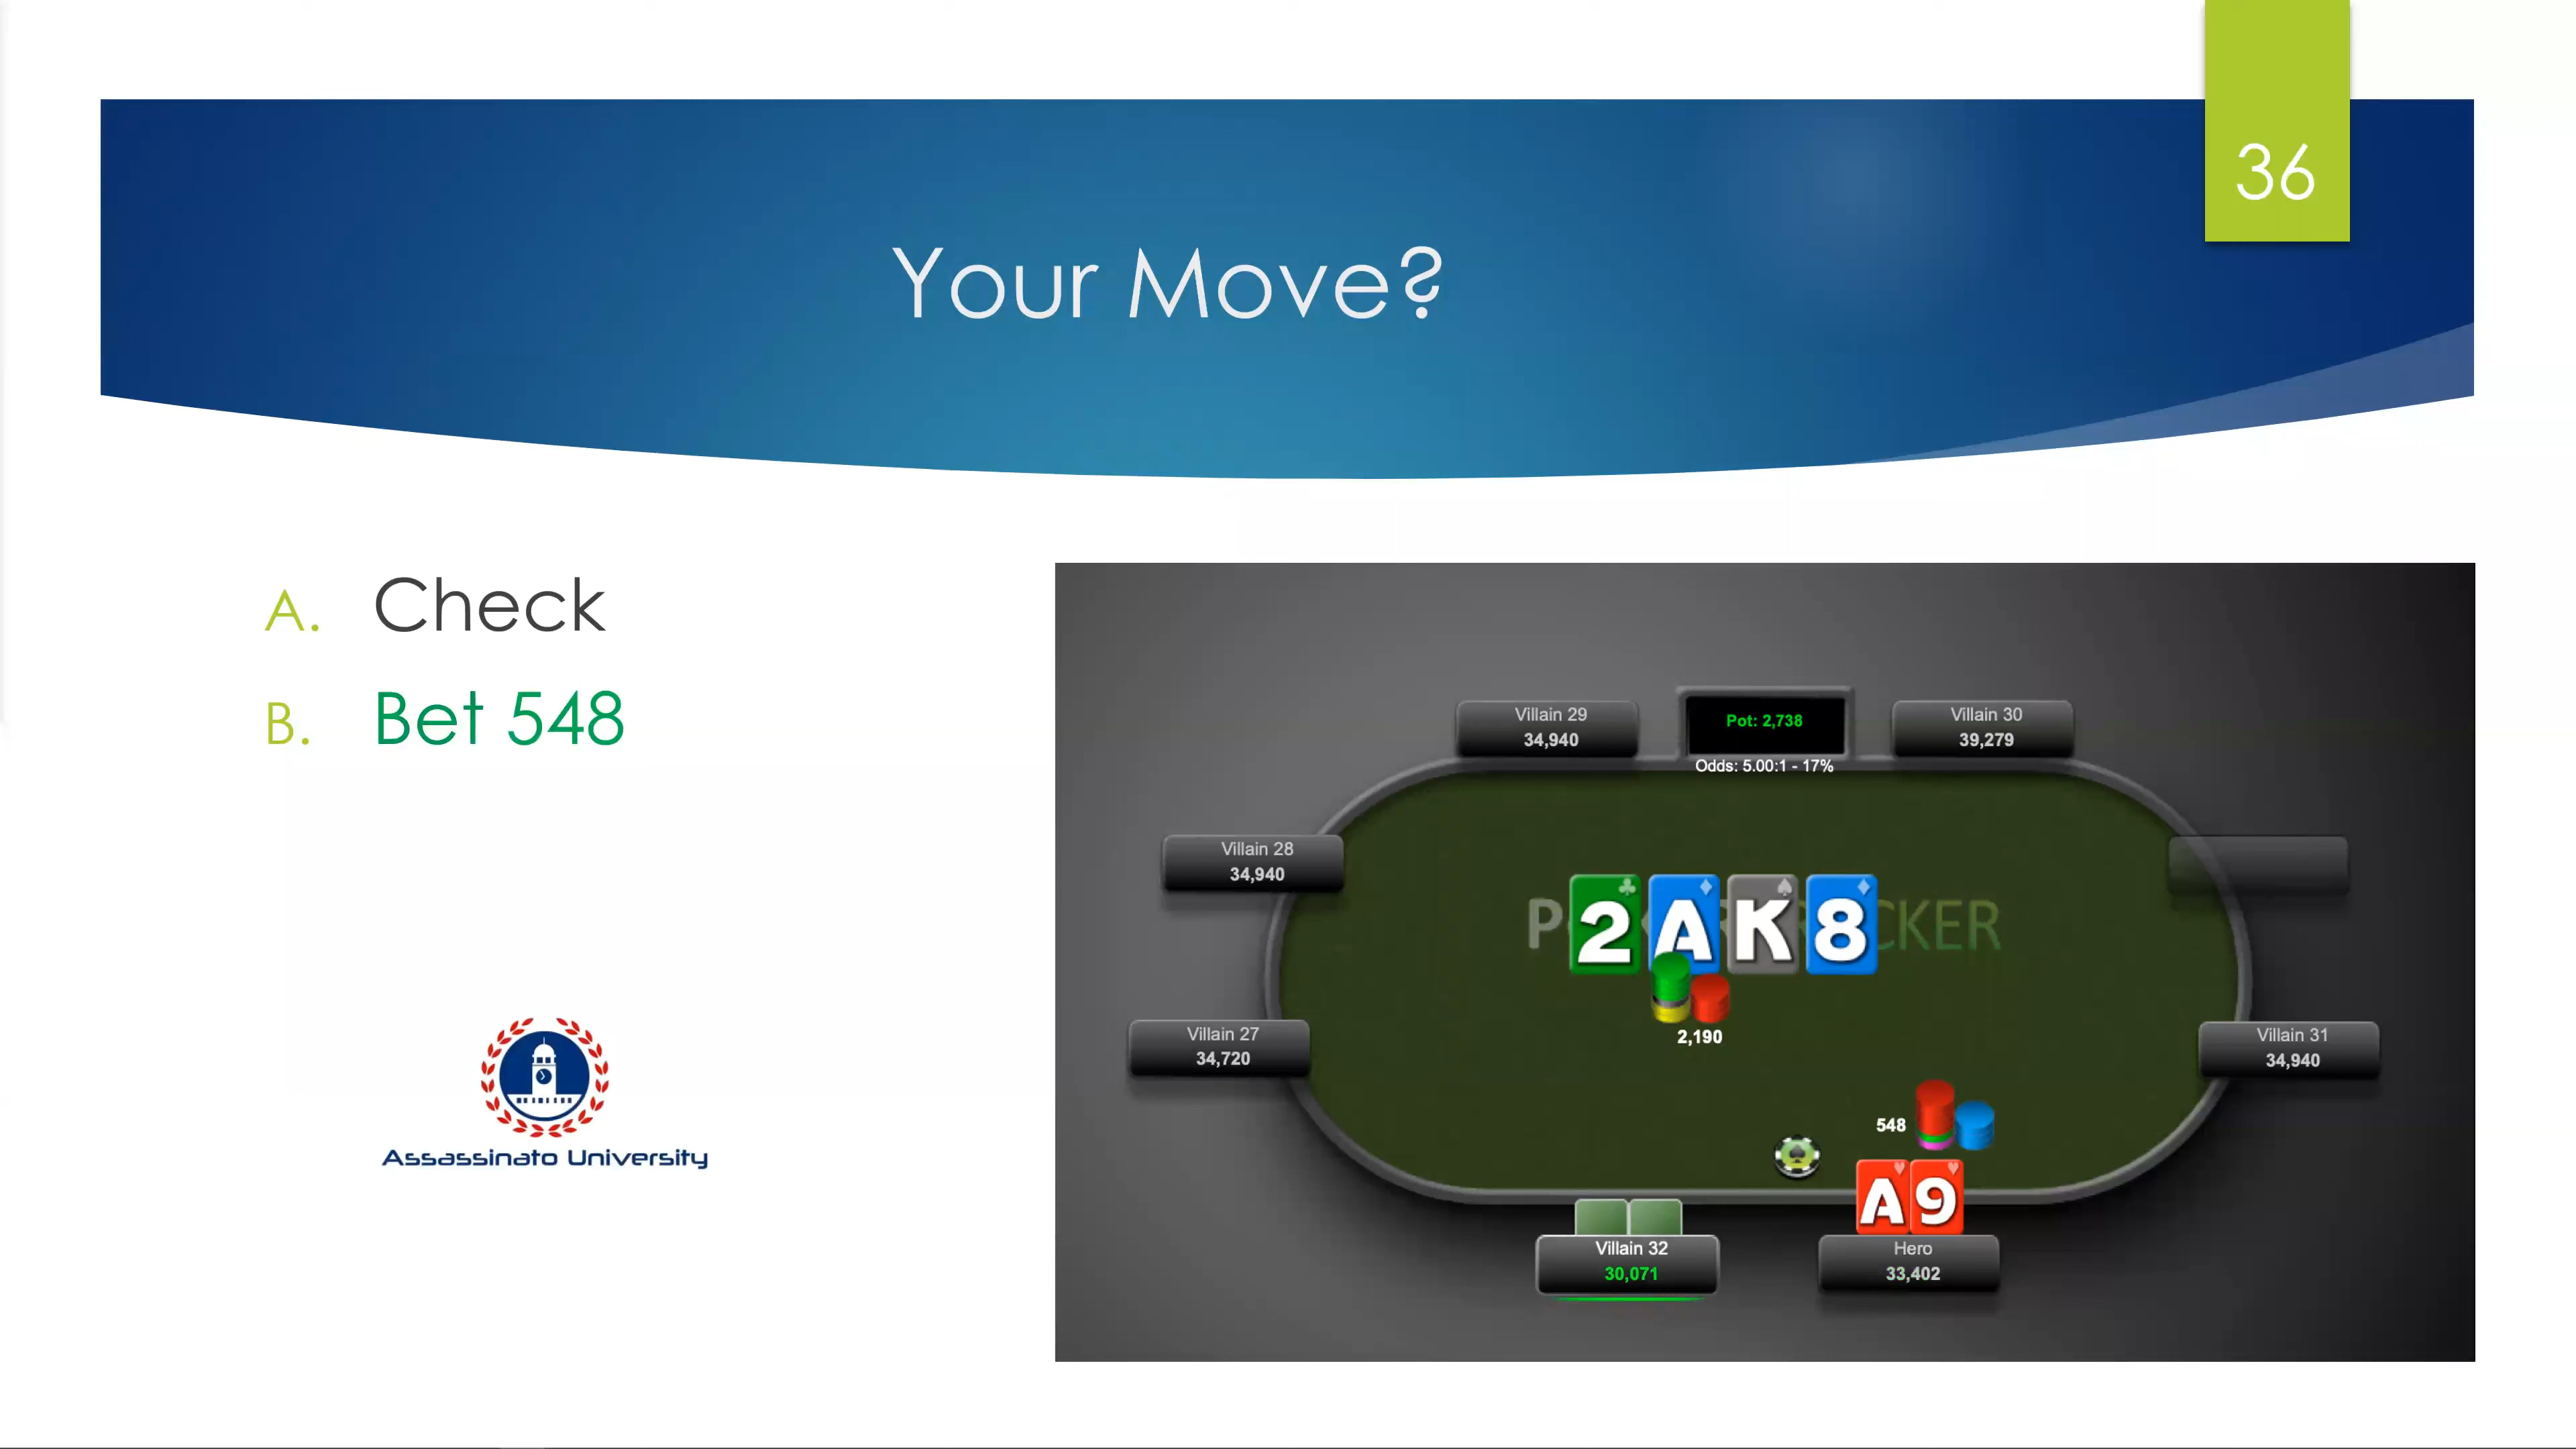 36
Your Move?
A. Check
B. Bet 548
Assassinato University
Villain 29
34,940
Pot: 2,738
Odds: 5.00:1 - 17%
Villain 30
39,279
Villain 28
34,940
2 A K 8
P CKER
2,190
Villain 27
34,720
Villain 31
34,940
548
A 9
Villain 32
30,071
Hero
33,402